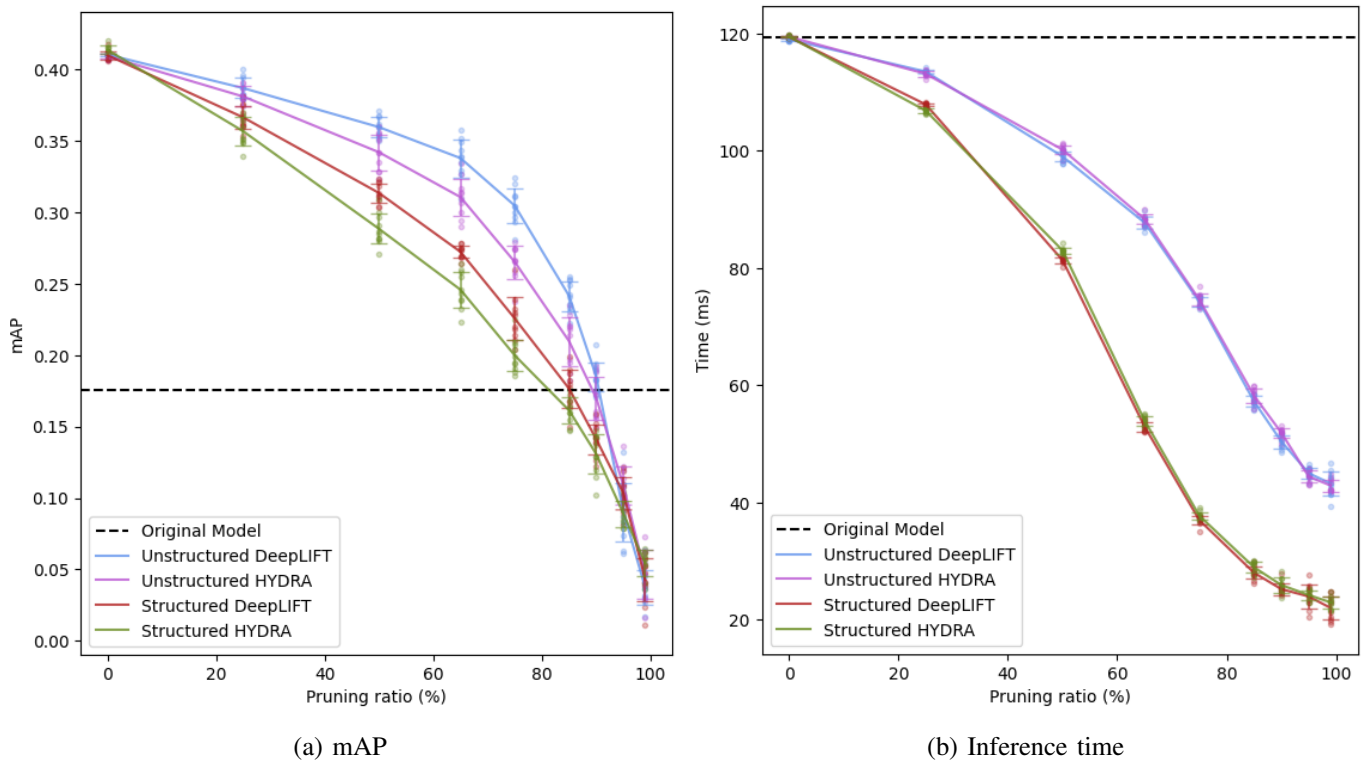 0.40
0.35
0.30
0.25
0.20
0.15
0.10
0.05
0.00
mAP
0 20 40 60 80 100
Pruning ratio (%)
Original Model
Unstructured DeepLIFT
Unstructured HYDRA
Structured DeepLIFT
Structured HYDRA
(a) mAP
120
100
80
60
40
20
Time (ms)
0 20 40 60 80 100
Pruning ratio (%)
Original Model
Unstructured DeepLIFT
Unstructured HYDRA
Structured DeepLIFT
Structured HYDRA
(b) Inference time